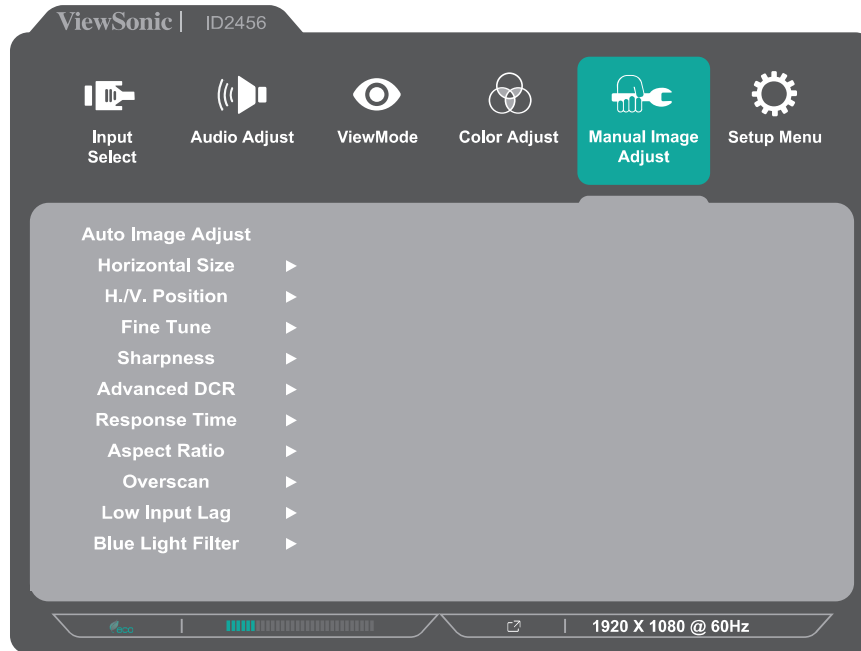 ViewSonic | ID2456
Input
Select
Audio Adjust
ViewMode
Color Adjust
Manual Image
Adjust
Setup Menu
Auto Image Adjust
Horizontal Size
H./V. Position
Fine Tune
Sharpness
Advanced DCR
Response Time
Aspect Ratio
Overscan
Low Input Lag
Blue Light Filter
eco | 1920 X 1080 @ 60Hz